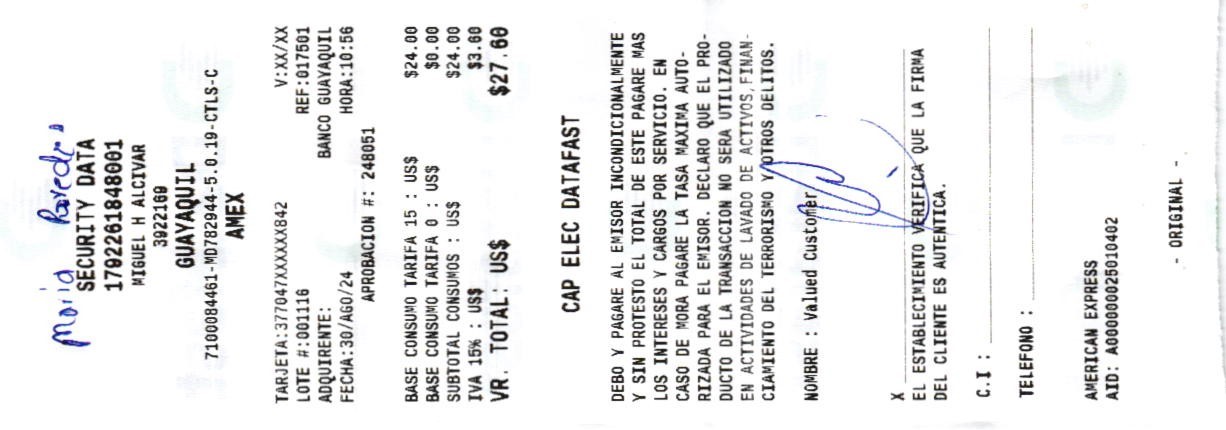 Maria Paredes
SECURITY DATA
1792261848001
MIGUEL H ALCIVAR
3922169
GUAYAQUIL
7100084461-MD782944-5.0.19-CTLS-C
AMEX
TARJETA:377047XXXXXX842 V:XX/XX
LOTE #:001116 REF:017501
ADQUIRENTE: BANCO GUAYAQUIL
FECHA:30/AGO/24 HORA:10:56
APROBACION #: 248051
BASE CONSUMO TARIFA 15 : US$ $24.00
BASE CONSUMO TARIFA 0 : US$ $0.00
SUBTOTAL CONSUMOS : US$ $24.00
IVA 15% : US$ $3.60
VR. TOTAL: US$ $27.60
CAP ELEC DATAFAST
DEBO Y PAGARE AL EMISOR INCONDICIONALMENTE
Y SIN PROTESTO EL TOTAL DE ESTE PAGARE MAS
LOS INTERESES Y CARGOS POR SERVICIO. EN
CASO DE MORA PAGARE LA TASA MAXIMA AUTO-
RIZADA PARA EL EMISOR. DECLARO QUE EL PRO-
DUCTO DE LA TRANSACCION NO SERA UTILIZADO
EN ACTIVIDADES DE LAVADO DE ACTIVOS,FINAN-
CIAMIENTO DEL TERRORISMO Y OTROS DELITOS.
NOMBRE : Valued Customer
X
EL ESTABLECIMIENTO VERIFICA QUE LA FIRMA
DEL CLIENTE ES AUTENTICA.
C.I :
TELEFONO :
AMERICAN EXPRESS
AID: A000000025010402
- ORIGINAL -